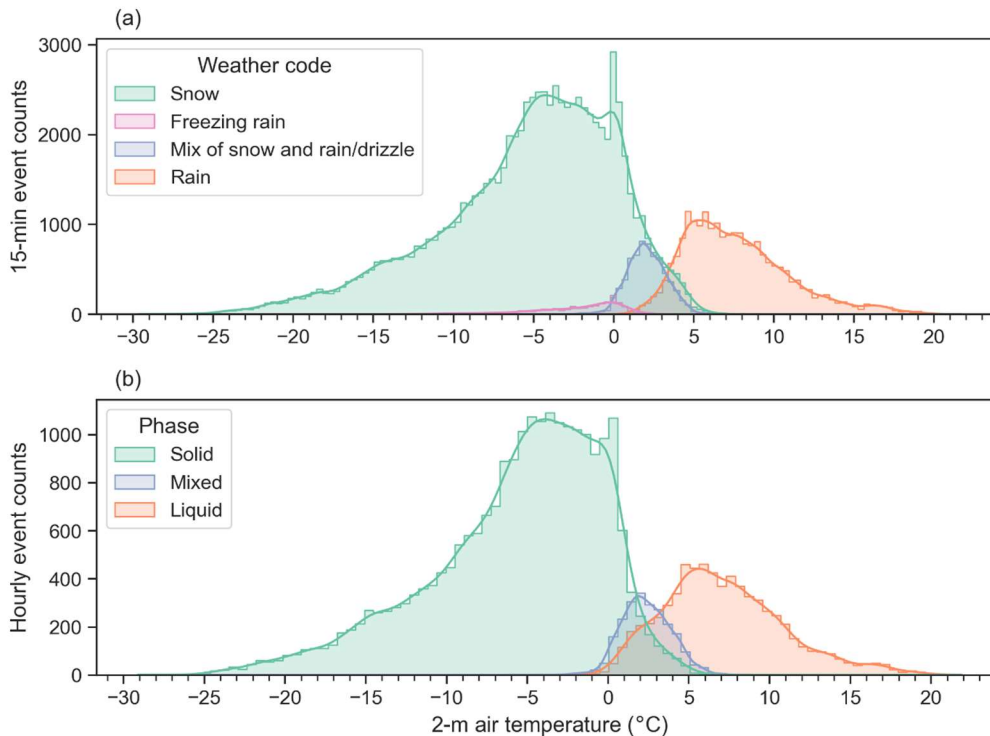 (a)
3000
2000
1000
0
15-min event counts
Weather code
Snow
Freezing rain
Mix of snow and rain/drizzle
Rain
−30 −25 −20 −15 −10 −5 0 5 10 15 20
(b)
1000
800
600
400
200
0
Hourly event counts
Phase
Solid
Mixed
Liquid
−30 −25 −20 −15 −10 −5 0 5 10 15 20
2-m air temperature (°C)